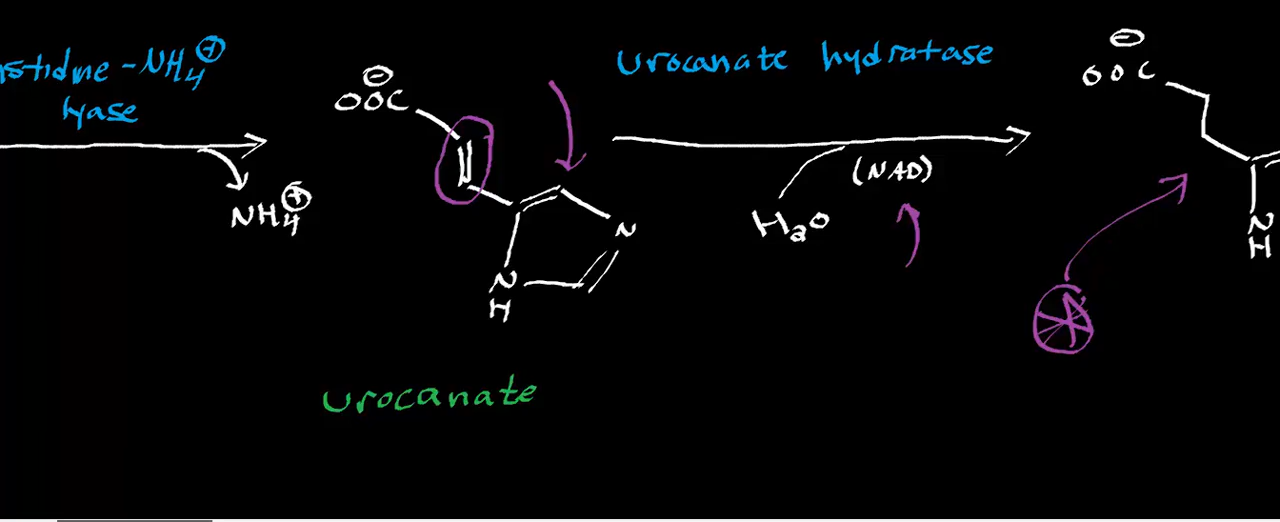 stidine - NH4⊕
lyase
NH4⊕
⊖
OOC
N
N
H
urocanate
urocanate hydratase
H2O
(NAD)
⊖
OOC
N
H